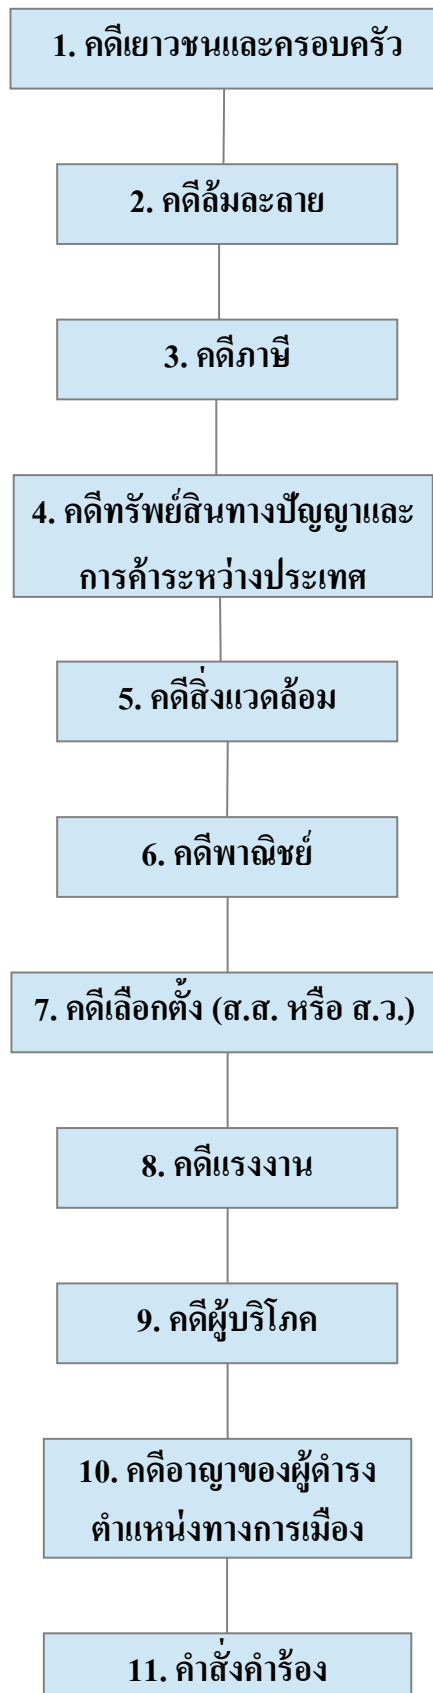 1. คดีเยาวชนและครอบครัว
2. คดีล้มละลาย
3. คดีภาษี
4. คดีทรัพย์สินทางปัญญาและ
การค้าระหว่างประเทศ
5. คดีสิ่งแวดล้อม
6. คดีพาณิชย์
7. คดีเลือกตั้ง (ส.ส. หรือ ส.ว.)
8. คดีแรงงาน
9. คดีผู้บริโภค
10. คดีอาญาของผู้ดำรง
ตำแหน่งทางการเมือง
11. คำสั่งคำร้อง